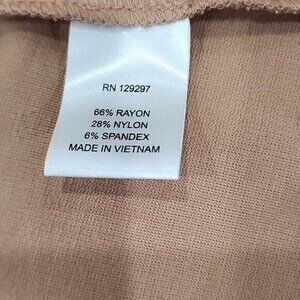 RN 129297
66% RAYON
28% NYLON
6% SPANDEX
MADE IN VIETNAM